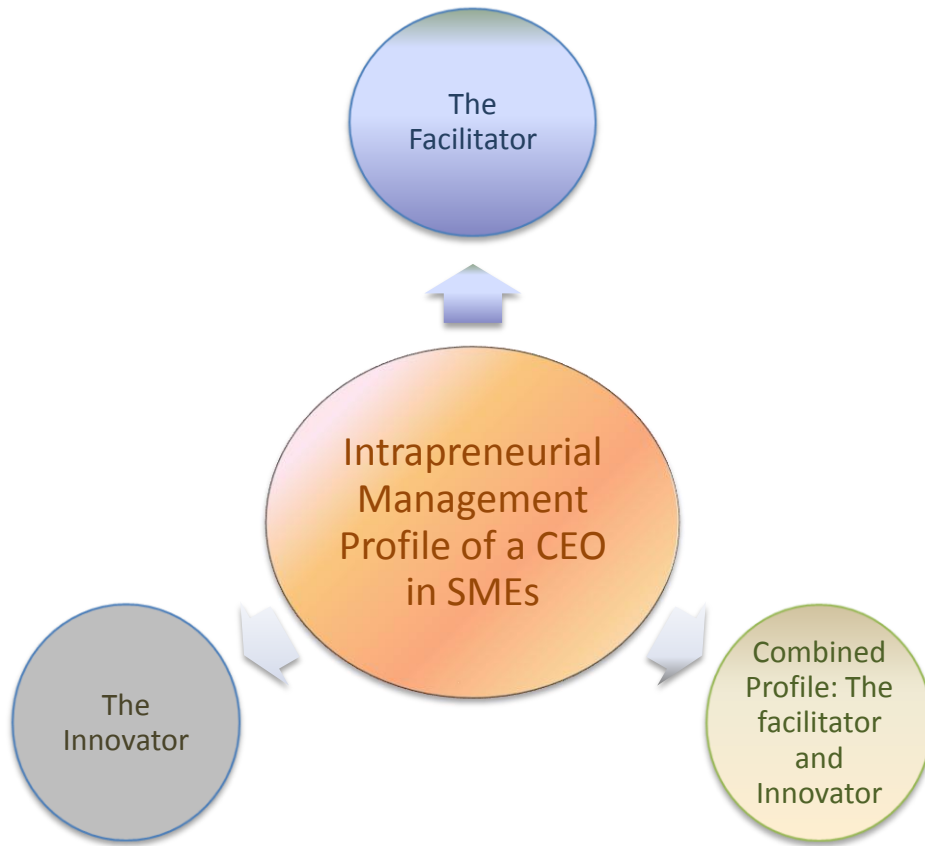 The
Facilitator
Intrapreneurial
Management
Profile of a CEO
in SMEs
The
Innovator
Combined
Profile: The
facilitator
and
Innovator